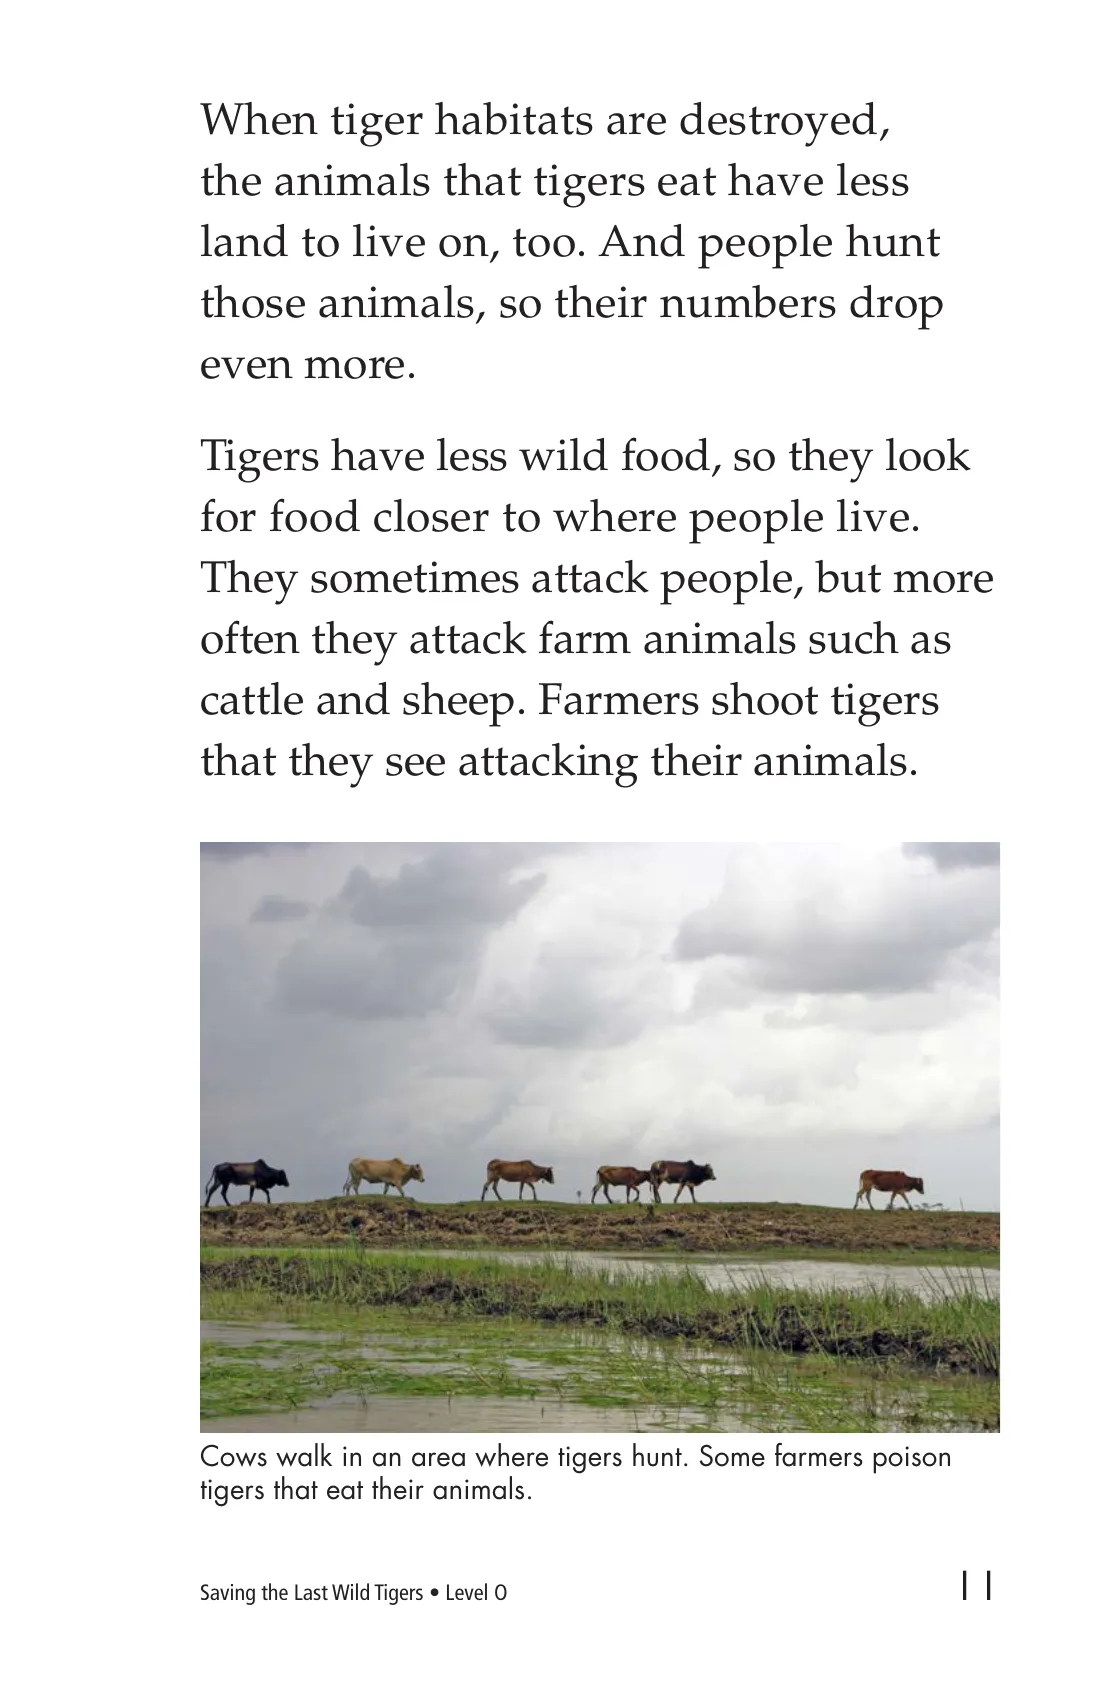 When tiger habitats are destroyed,
the animals that tigers eat have less
land to live on, too. And people hunt
those animals, so their numbers drop
even more.
Tigers have less wild food, so they look
for food closer to where people live.
They sometimes attack people, but more
often they attack farm animals such as
cattle and sheep. Farmers shoot tigers
that they see attacking their animals.
Cows walk in an area where tigers hunt. Some farmers poison
tigers that eat their animals.
Saving the Last Wild Tigers • Level O
11